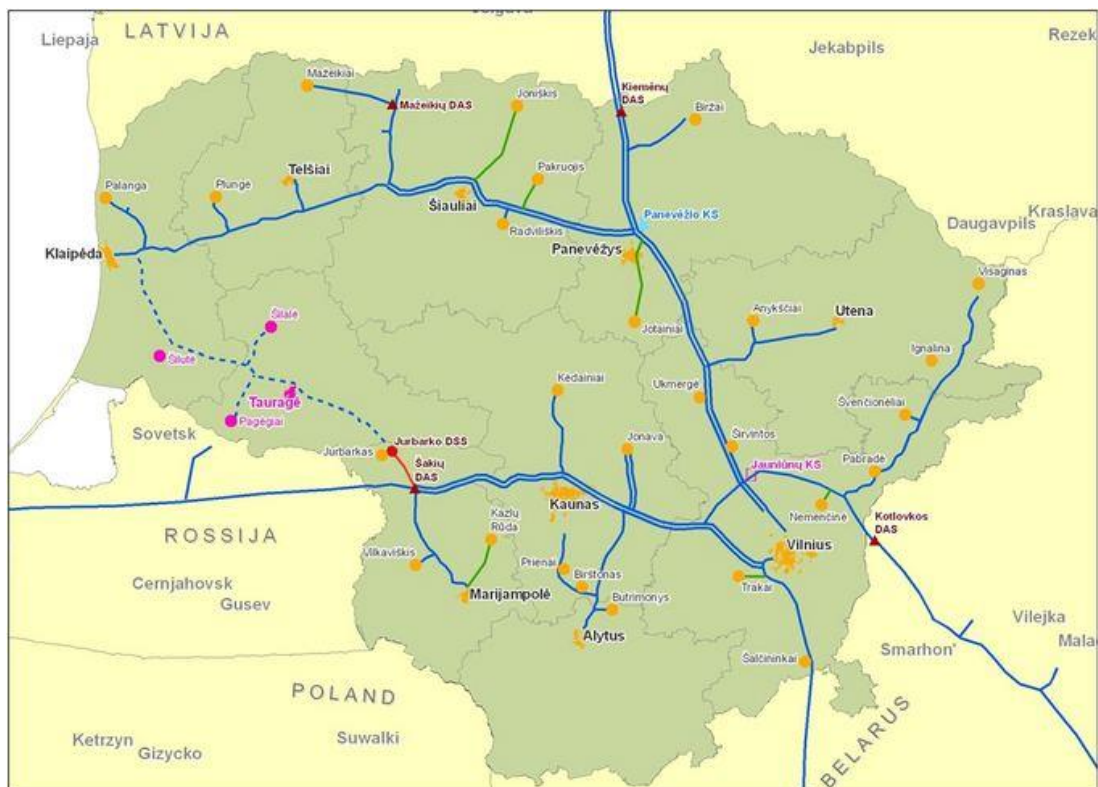 Jelgava
LATVIJA
Liepaja
Rezek
Jekabpils
Mažeikiai
Mažeikių DAS
Joniškis
Kiemėnų
DAS
Biržai
Telšiai
Palanga
Plungė
Pakruojis
Šiauliai
Radviliškis
Panevėžio KS
Kraslava
Daugavpils
Klaipėda
Panevėžys
Visaginas
Šilalė
Anykščiai
Utena
Jotainiai
Šilutė
Ignalina
Kėdainiai
Ukmergė
Tauragė
Švenčionėliai
Pagėgiai
Sovetsk
Jurbarko DSS
Jurbarkas
Jonava
Širvintos
Šakių
DAS
Jauniūnų KS
Pabradė
Kaunas
Nemenčinė
Kazlų
Rūda
Kotlovkos
DAS
ROSSIJA
Vilkaviškis
Vilnius
Prienai
Cernjahovsk
Birštonas
Trakai
Gusev
Marijampolė
Butrimonys
Vilejka
Alytus
Smarhon'
Malag
Šalčininkai
POLAND
BELARUS
Ketrzyn
Suwalki
Gizycko